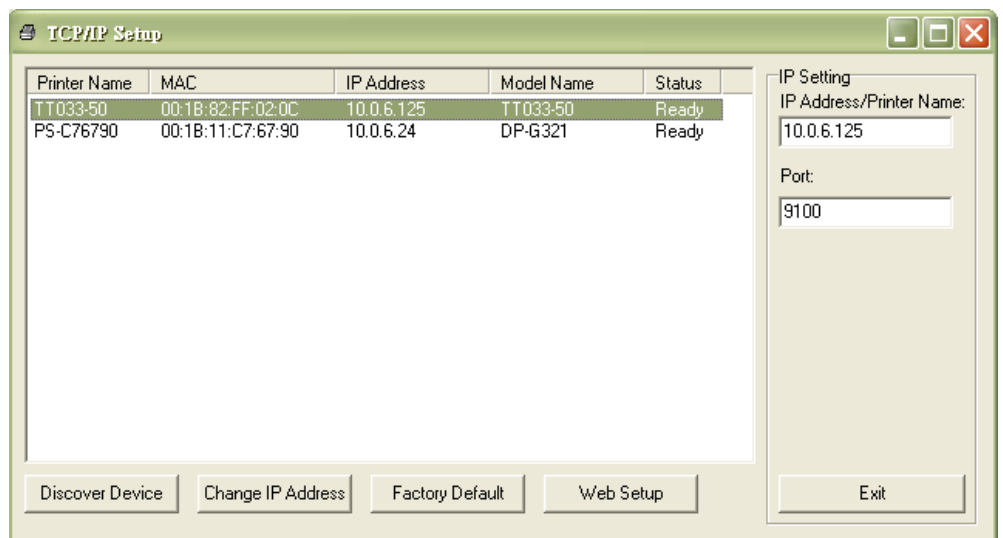 TCP/IP Setup
Printer Name MAC IP Address Model Name Status
TT033-50 00:1B:82:FF:02:0C 10.0.6.125 TT033-50 Ready
PS-C76790 00:1B:11:C7:67:90 10.0.6.24 DP-G321 Ready
IP Setting
IP Address/Printer Name:
10.0.6.125
Port:
9100
Discover Device Change IP Address Factory Default Web Setup Exit